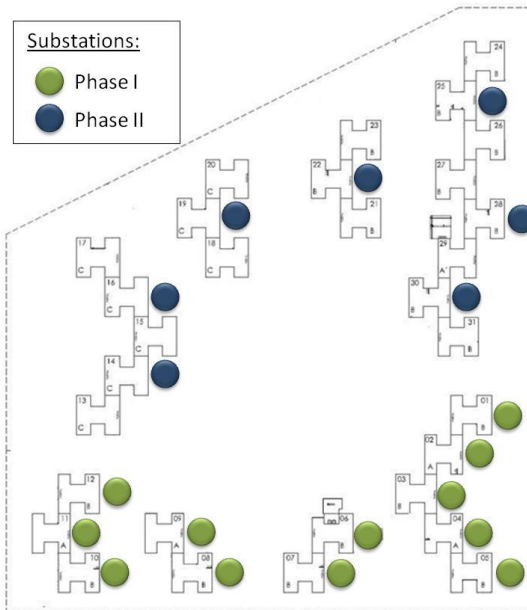 Substations:
Phase I
Phase II
24
B
25
B
26
B
27
B
28
B
29
A
30
B
31
B
23
B
22
B
21
B
20
C
19
C
18
C
17
C
16
C
15
C
14
C
13
C
01
B
02
A
03
B
04
A
05
B
06
B
07
B
08
B
09
A
10
B
11
A
12
B